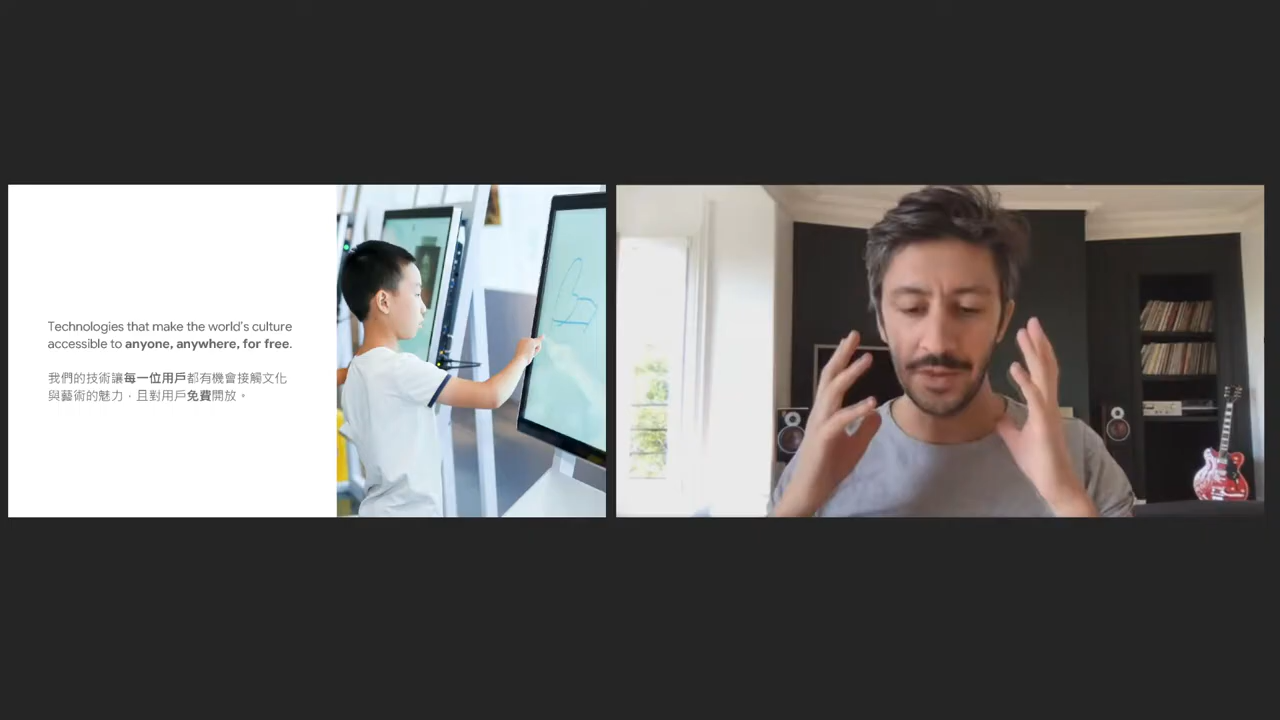 Technologies that make the world's culture
accessible to anyone, anywhere, for free.
我們的技術讓每一位用戶都有機會接觸文化
與藝術的魅力，且對用戶免費開放。